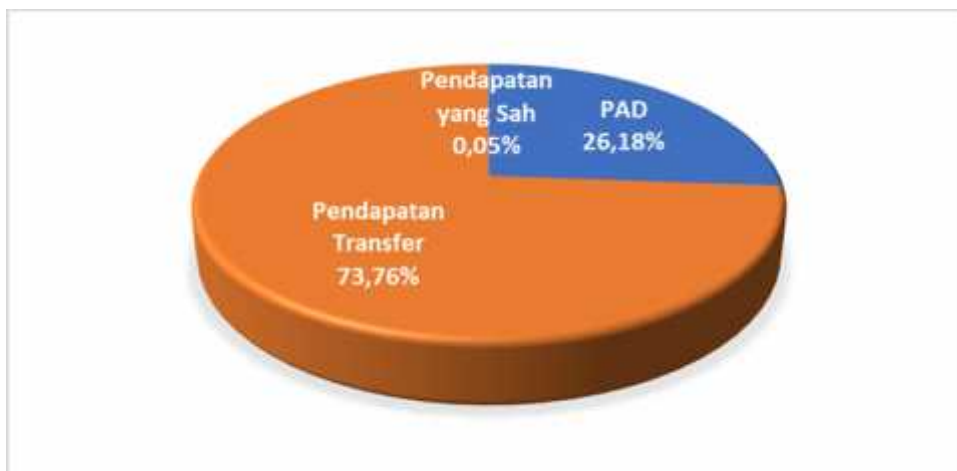 Pendapatan
yang Sah
0,05%
PAD
26,18%
Pendapatan
Transfer
73,76%